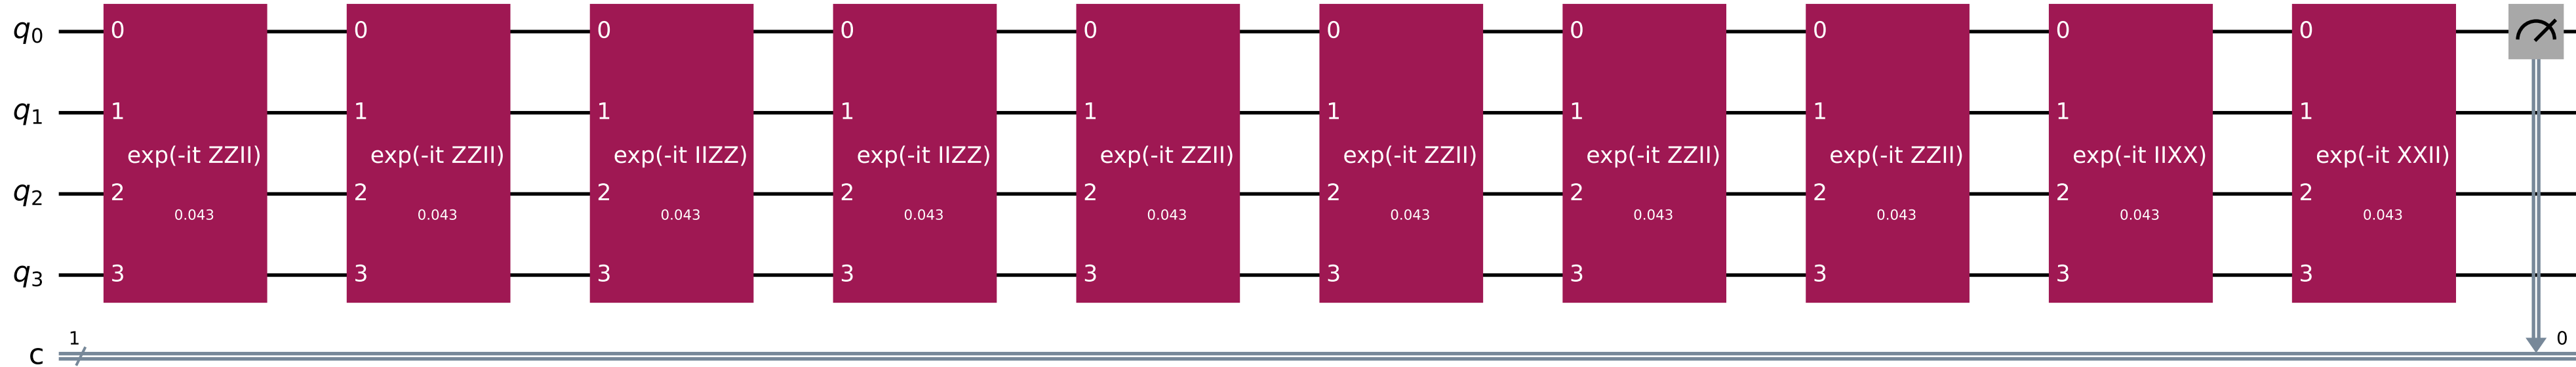 q0 0 0 0 0 0 0 0 0 0 0
q1 1 1 1 1 1 1 1 1 1 1
exp(-it ZZII) exp(-it ZZII) exp(-it IIZZ) exp(-it IIZZ) exp(-it ZZII) exp(-it ZZII) exp(-it ZZII) exp(-it ZZII) exp(-it IIXX) exp(-it XXII)
q2 2 2 2 2 2 2 2 2 2 2
0.043 0.043 0.043 0.043 0.043 0.043 0.043 0.043 0.043 0.043
q3 3 3 3 3 3 3 3 3 3 3
1 0
c